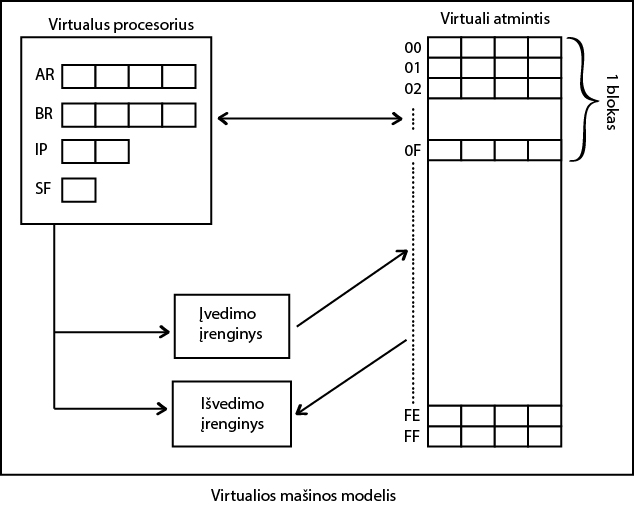 Virtualus procesorius
AR
BR
IP
SF
Virtuali atmintis
00
01
02
0F
FE
FF
1 blokas
Įvedimo
įrenginys
Išvedimo
įrenginys
Virtualios mašinos modelis